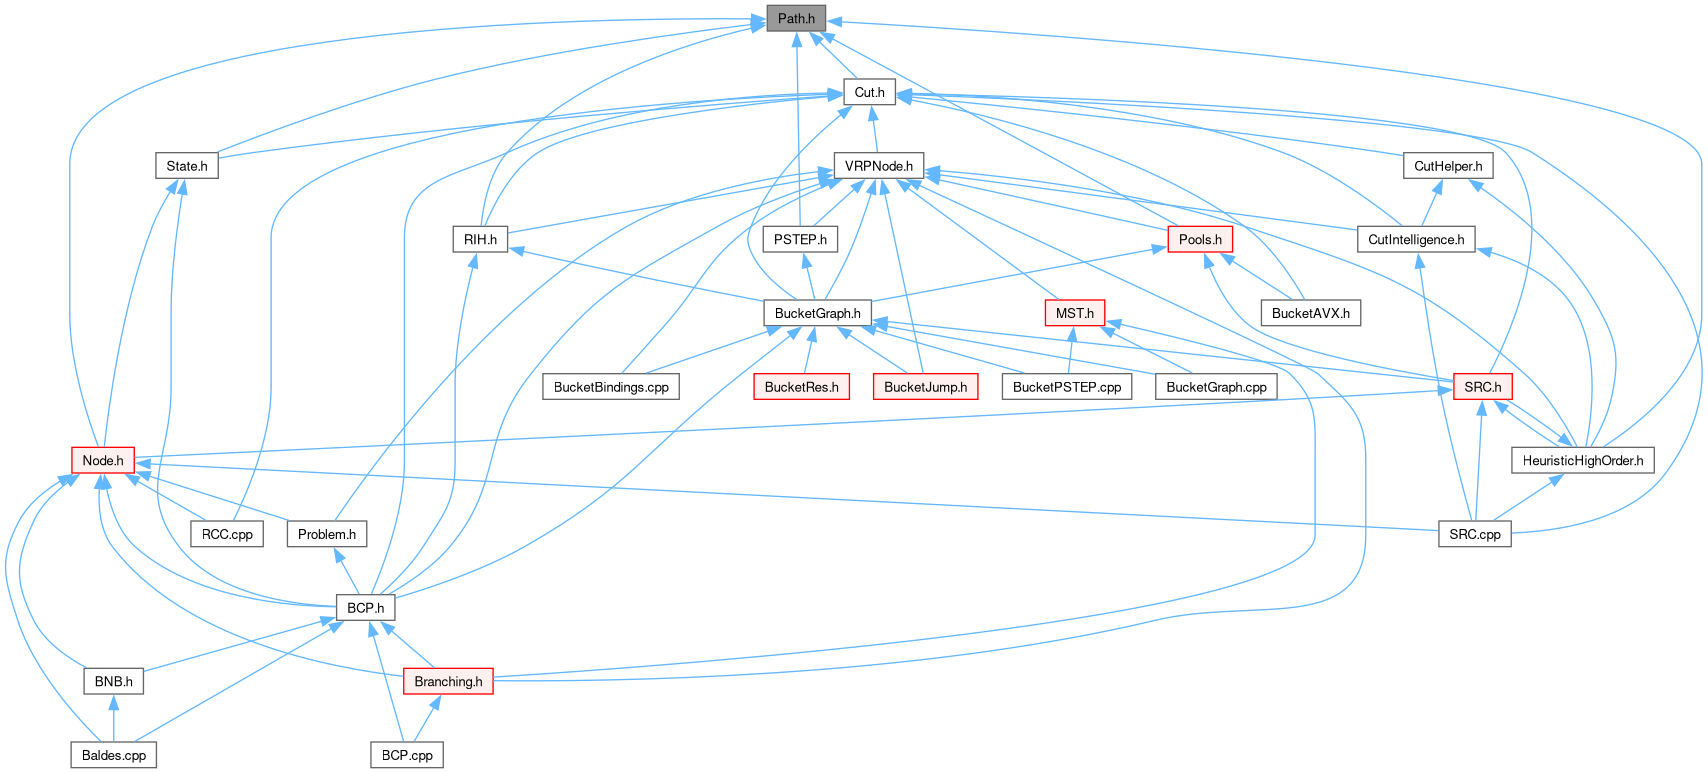 Path.h
Cut.h
State.h
VRPNode.h
CutHelper.h
RIH.h
PSTEP.h
Pools.h
CutIntelligence.h
BucketGraph.h
MST.h
BucketAVX.h
BucketBindings.cpp
BucketRes.h
BucketJump.h
BucketPSTEP.cpp
BucketGraph.cpp
SRC.h
Node.h
HeuristicHighOrder.h
RCC.cpp
Problem.h
SRC.cpp
BCP.h
BNB.h
Branching.h
Baldes.cpp
BCP.cpp